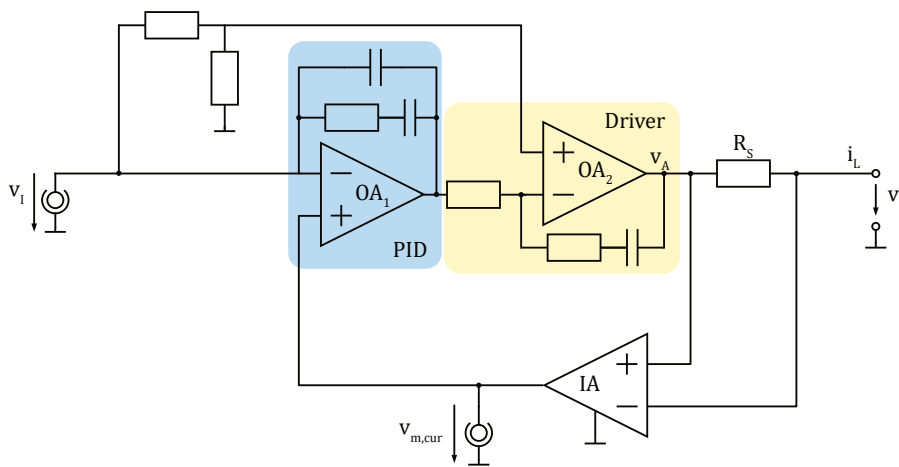 Driver
R_S
v_A
i_L
OA_1
OA_2
v_I
v
PID
IA
v_m,cur